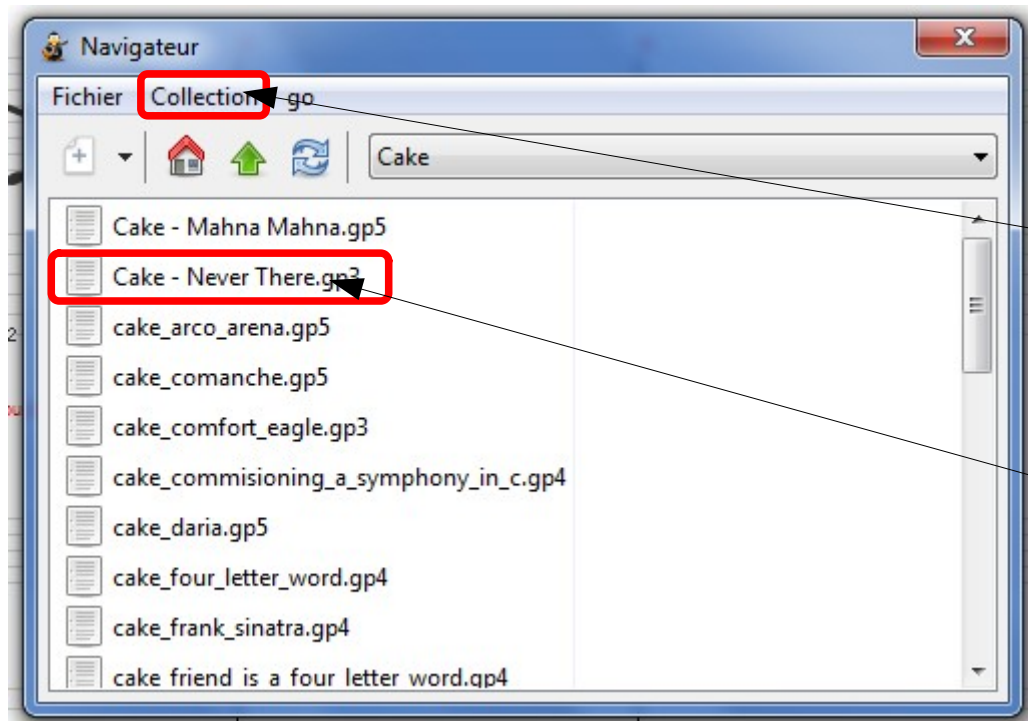 Navigateur
Fichier Collection go
Cake
Cake - Mahna Mahna.gp5
Cake - Never There.gp3
cake_arco_arena.gp5
cake_comanche.gp5
cake_comfort_eagle.gp3
cake_commisioning_a_symphony_in_c.gp4
cake_daria.gp5
cake_four_letter_word.gp4
cake_frank_sinatra.gp4
cake_friend_is_a_four_letter_word.gp4